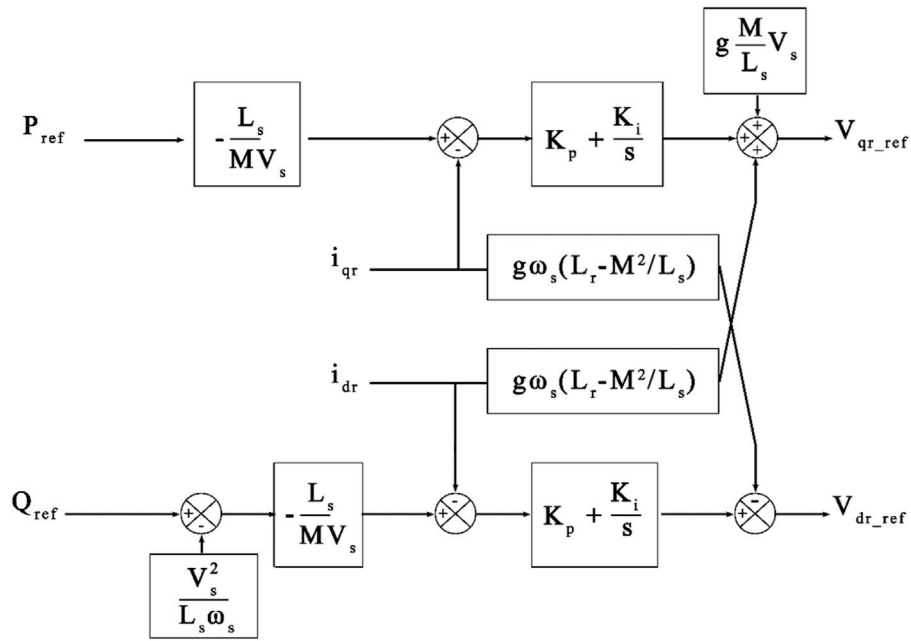 g M/L_s V_s
P_ref
- L_s/MV_s
+
-
K_p + K_i/s
+
+
+
V_qr_ref
i_qr
gω_s(L_r-M²/L_s)
i_dr
gω_s(L_r-M²/L_s)
Q_ref
+
-
- L_s/MV_s
-
+
K_p + K_i/s
-
+
V_dr_ref
V_s²/L_sω_s